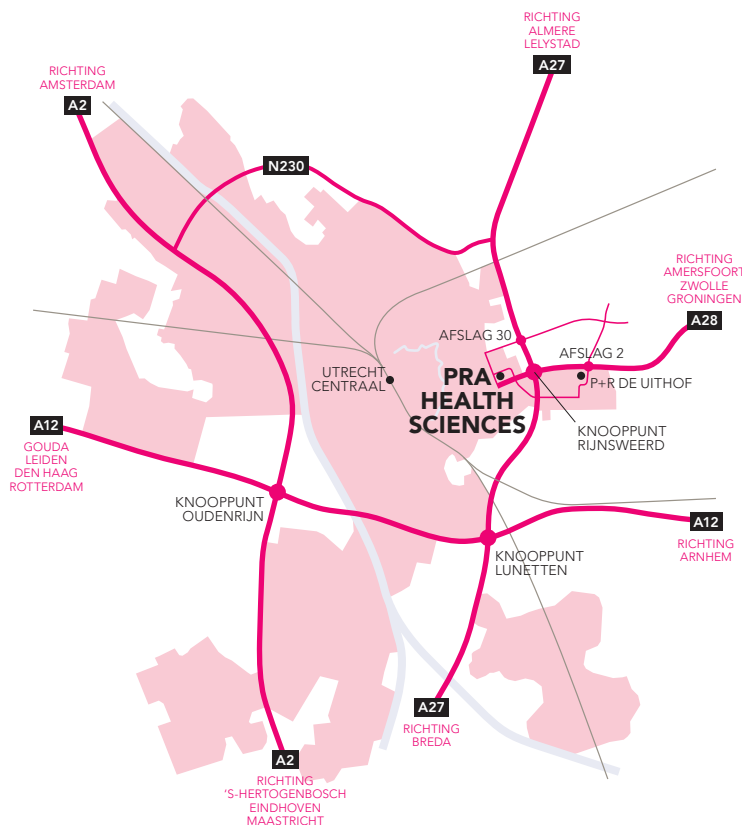 RICHTING
ALMERE
LELYSTAD
A27
RICHTING
AMSTERDAM
A2
N230
RICHTING
AMERSFOORT
ZWOLLE
GRONINGEN
A28
AFSLAG 30
AFSLAG 2
UTRECHT
CENTRAAL
PRA
HEALTH
SCIENCES
P+R DE UITHOF
KNOOPPUNT
RIJNSWEERD
A12
GOUDA
LEIDEN
DEN HAAG
ROTTERDAM
KNOOPPUNT
OUDENRIJN
A12
RICHTING
ARNHEM
KNOOPPUNT
LUNETTEN
A27
RICHTING
BREDA
A2
RICHTING
'S-HERTOGENBOSCH
EINDHOVEN
MAASTRICHT